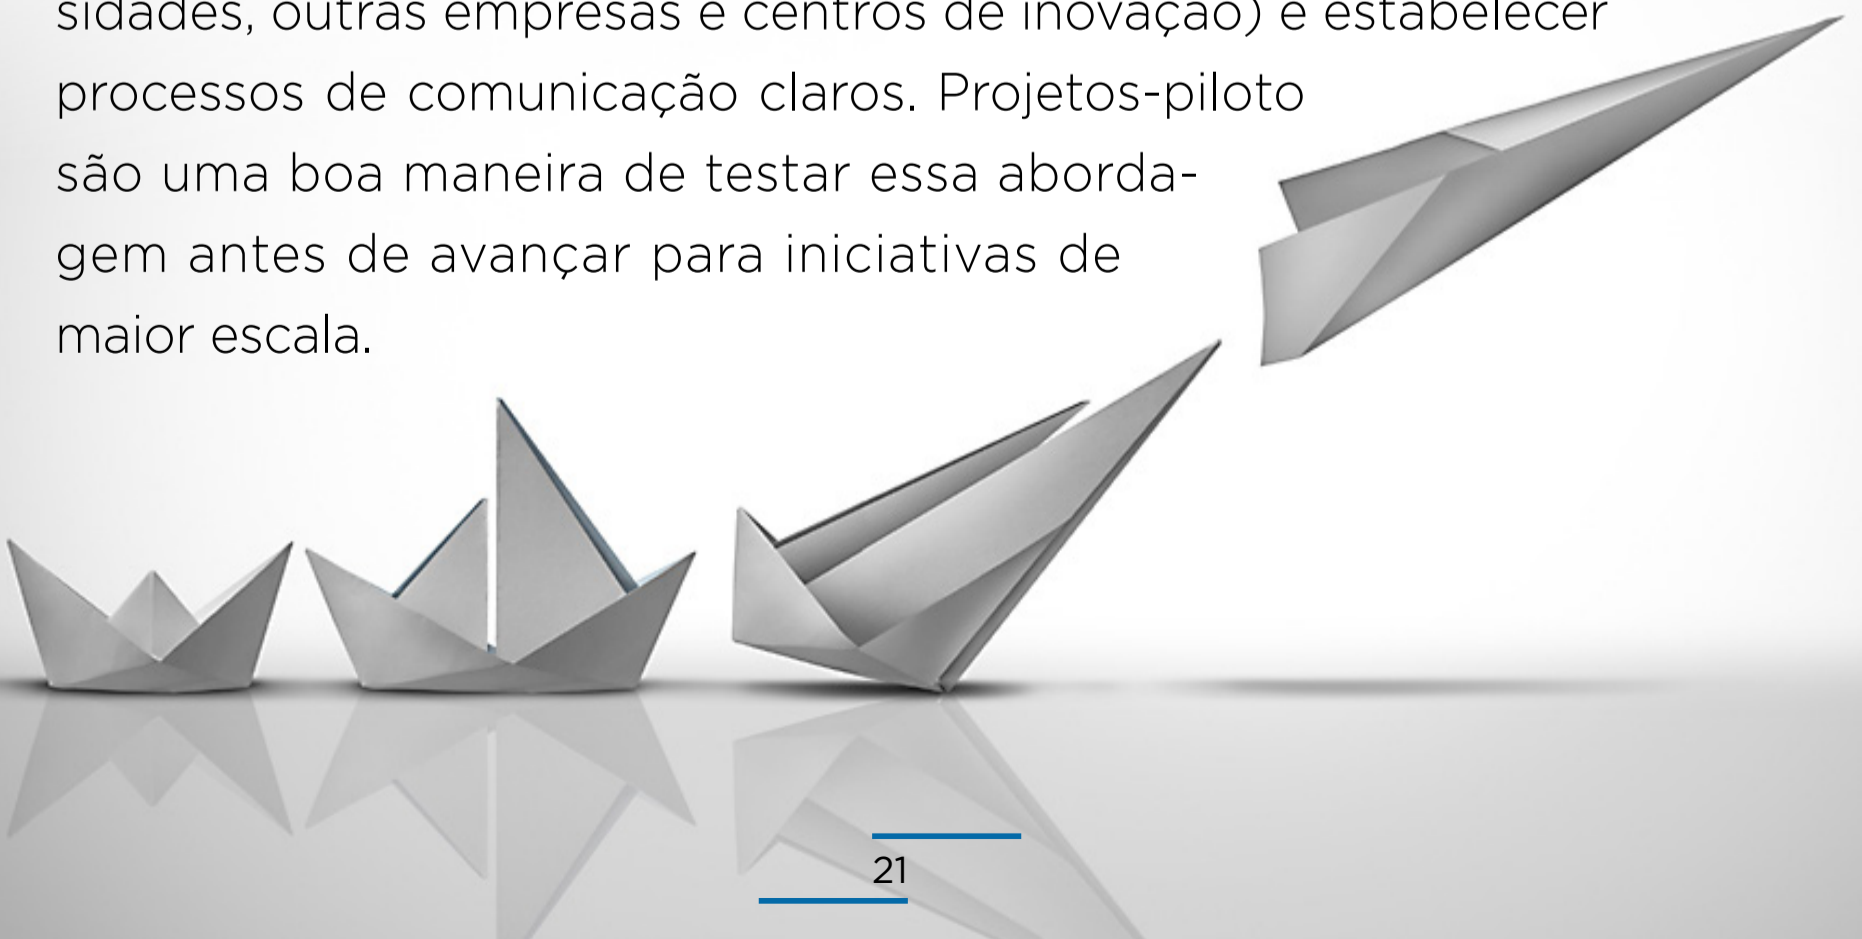 sidades, outras empresas e centros de inovação) e estabelecer
processos de comunicação claros. Projetos-piloto
são uma boa maneira de testar essa aborda-
gem antes de avançar para iniciativas de
maior escala.
21